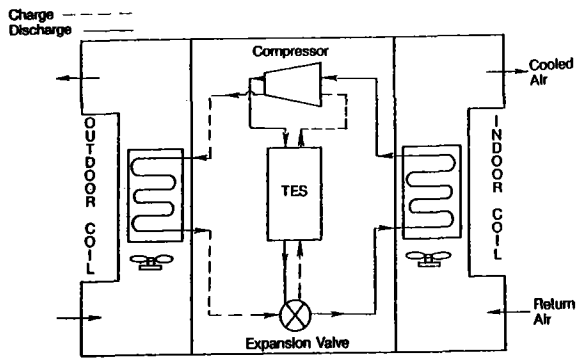 Charge
Discharge
Compressor
Cooled
Air
OUTDOOR COIL
INDOOR COIL
TES
Return
Air
Expansion Valve